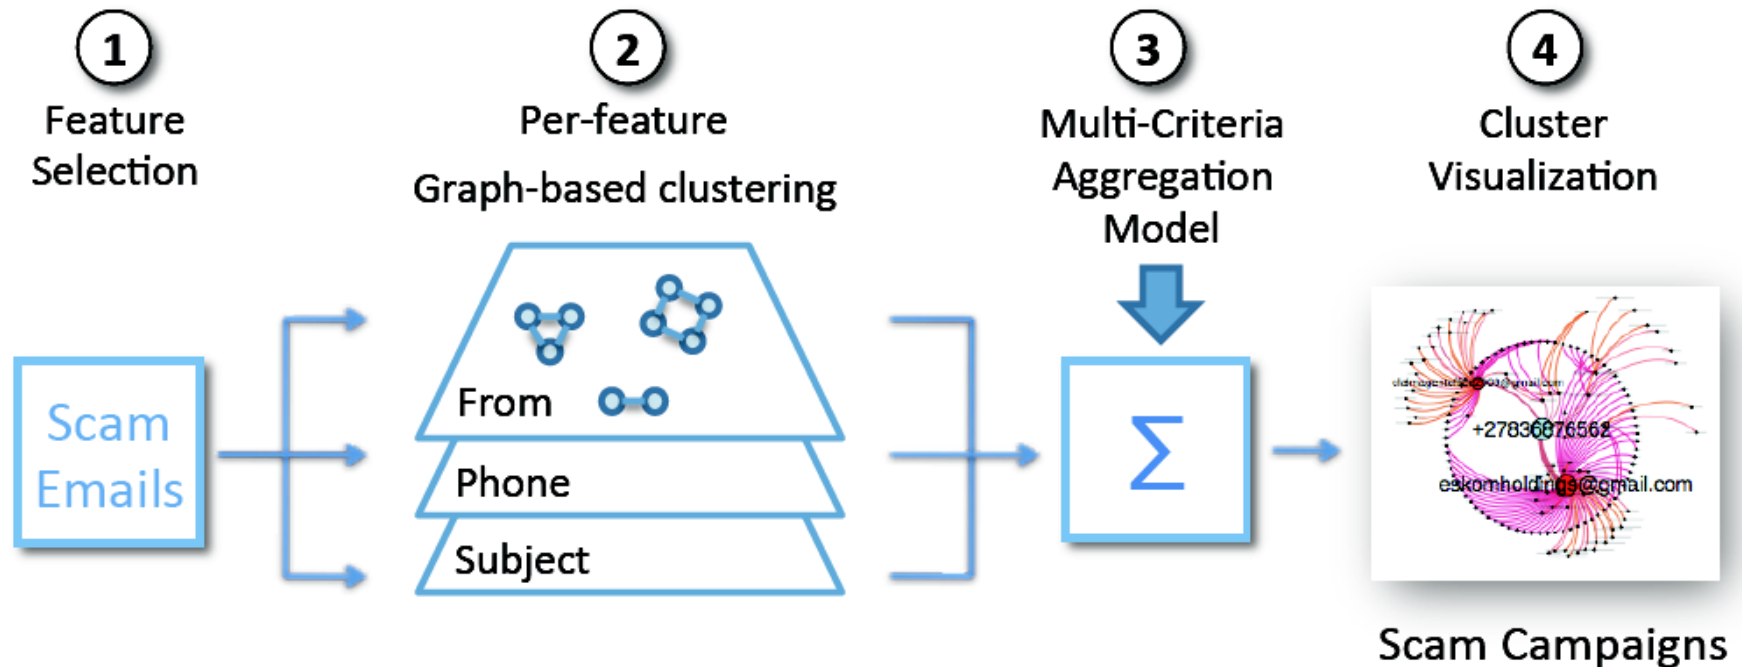 1
Feature
Selection
2
Per-feature
Graph-based clustering
3
Multi-Criteria
Aggregation
Model
4
Cluster
Visualization
Scam
Emails
From
Phone
Subject
Σ
+27836876562
eskomholdings@gmail.com
Scam Campaigns